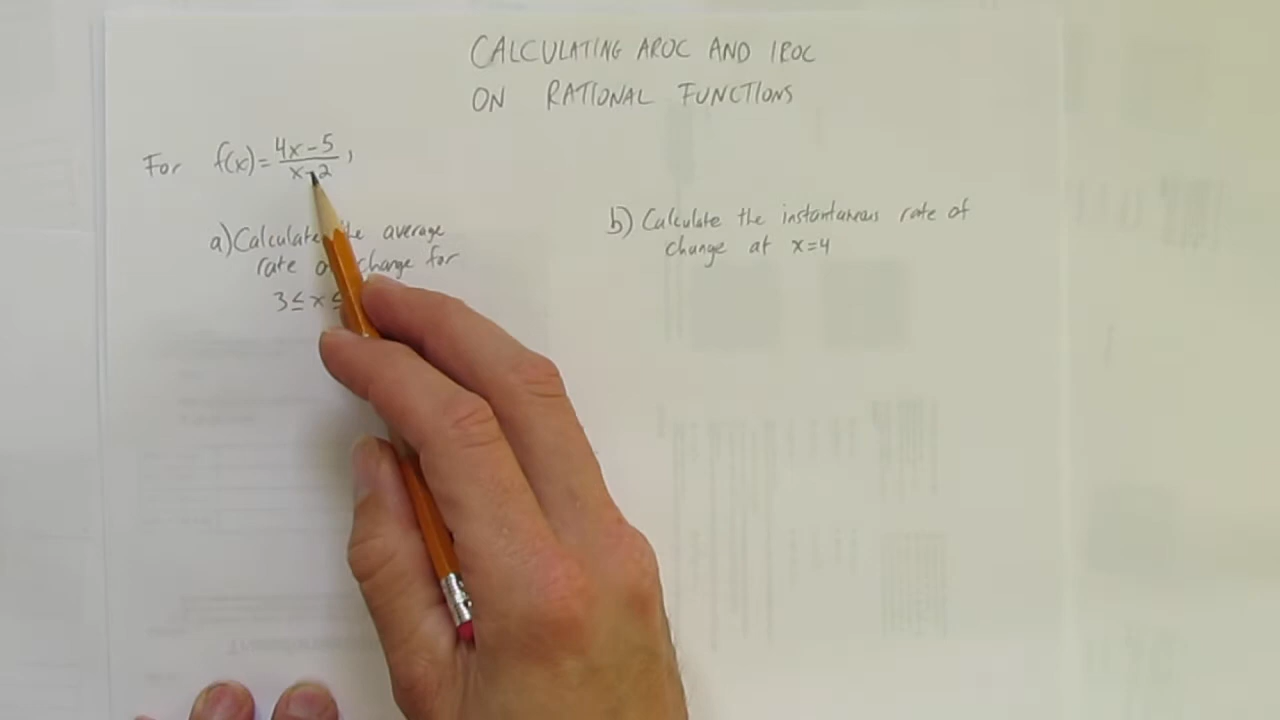 CALCULATING AROC AND IROC
ON RATIONAL FUNCTIONS
For f(x)=4x-5/x-2,
a) Calculate average
rate change for
3≤x≤
b) Calculate the instantaneous rate of
change at x=4